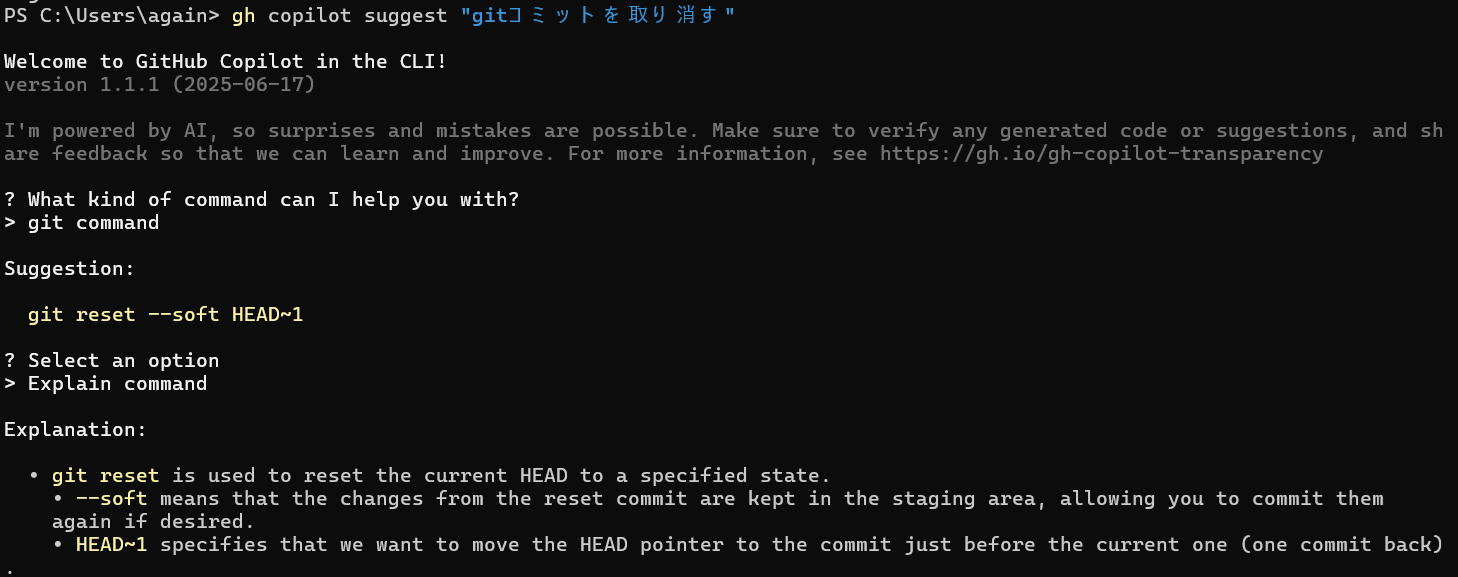 PS C:\Users\again> gh copilot suggest "gitコミットを取り消す"
Welcome to GitHub Copilot in the CLI!
version 1.1.1 (2025-06-17)
I'm powered by AI, so surprises and mistakes are possible. Make sure to verify any generated code or suggestions, and sh
are feedback so that we can learn and improve. For more information, see https://gh.io/gh-copilot-transparency
? What kind of command can I help you with?
> git command
Suggestion:
git reset --soft HEAD~1
? Select an option
> Explain command
Explanation:
• git reset is used to reset the current HEAD to a specified state.
• --soft means that the changes from the reset commit are kept in the staging area, allowing you to commit them
again if desired.
• HEAD~1 specifies that we want to move the HEAD pointer to the commit just before the current one (one commit back)
.